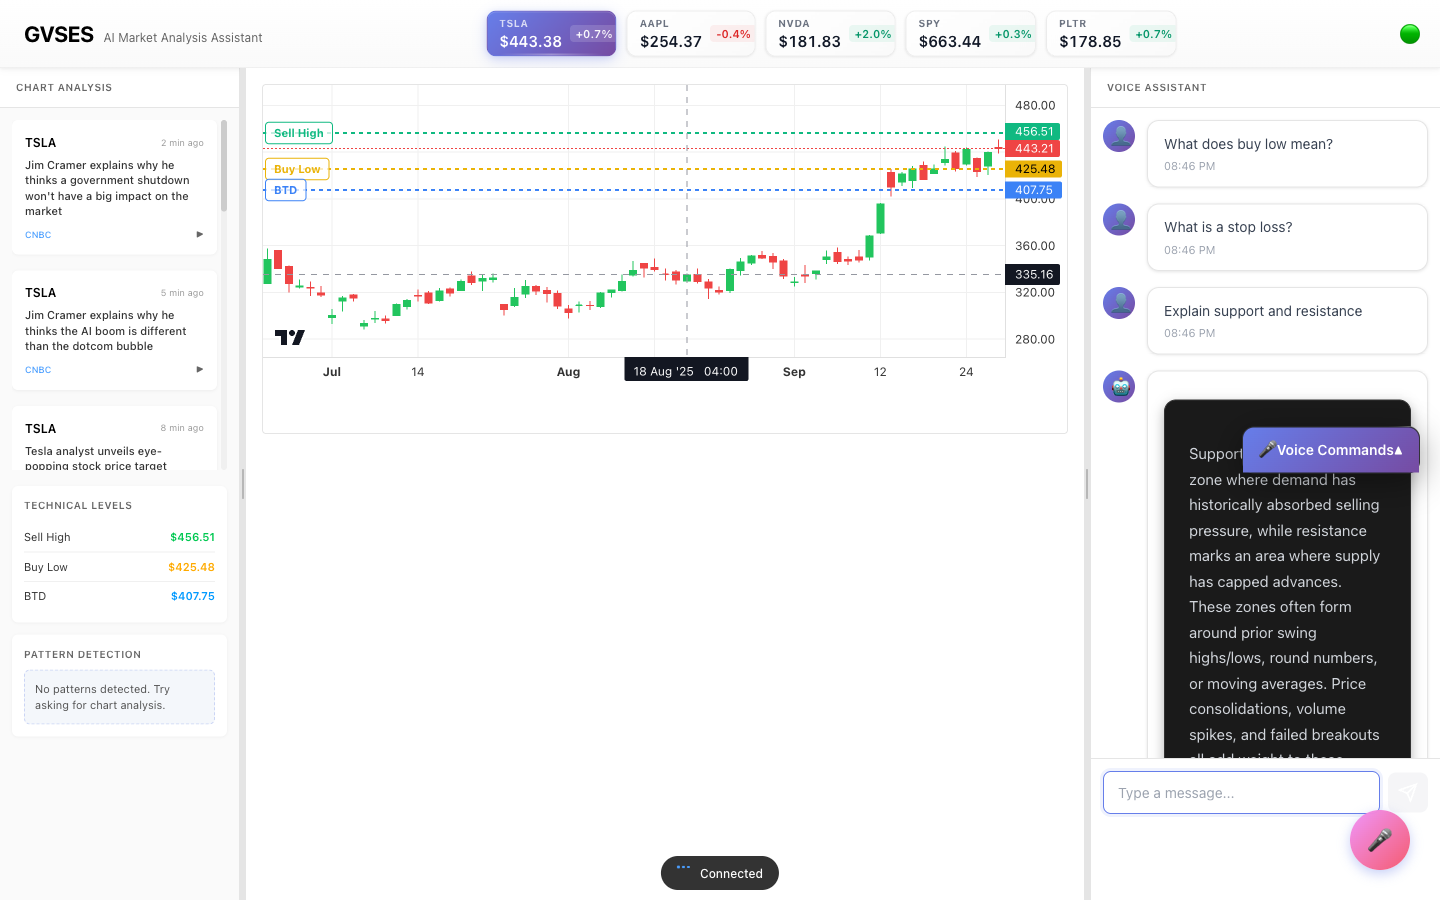 GVSES AI Market Analysis Assistant
TSLA
$443.38 +0.7%
AAPL
$254.37 -0.4%
NVDA
$181.83 +2.0%
SPY
$663.44 +0.3%
PLTR
$178.85 +0.7%
CHART ANALYSIS
TSLA 2 min ago
Jim Cramer explains why he
thinks a government shutdown
won't have a big impact on the
market
CNBC
TSLA 5 min ago
Jim Cramer explains why he
thinks the AI boom is different
than the dotcom bubble
CNBC
TSLA 8 min ago
Tesla analyst unveils eye-
popping stock price target
TECHNICAL LEVELS
Sell High $456.51
Buy Low $425.48
BTD $407.75
PATTERN DETECTION
No patterns detected. Try
asking for chart analysis.
Sell High
Buy Low
BTD
480.00
456.51
443.21
425.48
407.75
400.00
360.00
335.16
320.00
280.00
Jul 14 Aug 18 Aug '25 04:00 Sep 12 24
Connected
VOICE ASSISTANT
What does buy low mean?
08:46 PM
What is a stop loss?
08:46 PM
Explain support and resistance
08:46 PM
Support
Voice Commands▲
zone where demand has
historically absorbed selling
pressure, while resistance
marks an area where supply
has capped advances.
These zones often form
around prior swing
highs/lows, round numbers,
or moving averages. Price
consolidations, volume
spikes, and failed breakouts
all add weight to these
Type a message...